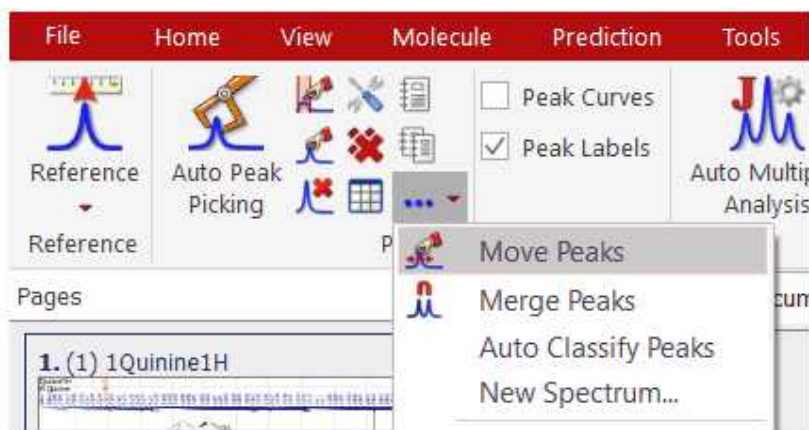 File Home View Molecule Prediction Tools
Peak Curves
Peak Labels
Reference
Auto Peak Picking
Auto Multip
Analysis
Reference
P
Move Peaks
Merge Peaks
Auto Classify Peaks
New Spectrum...
Pages
cum
1. (1) 1Quinine1H